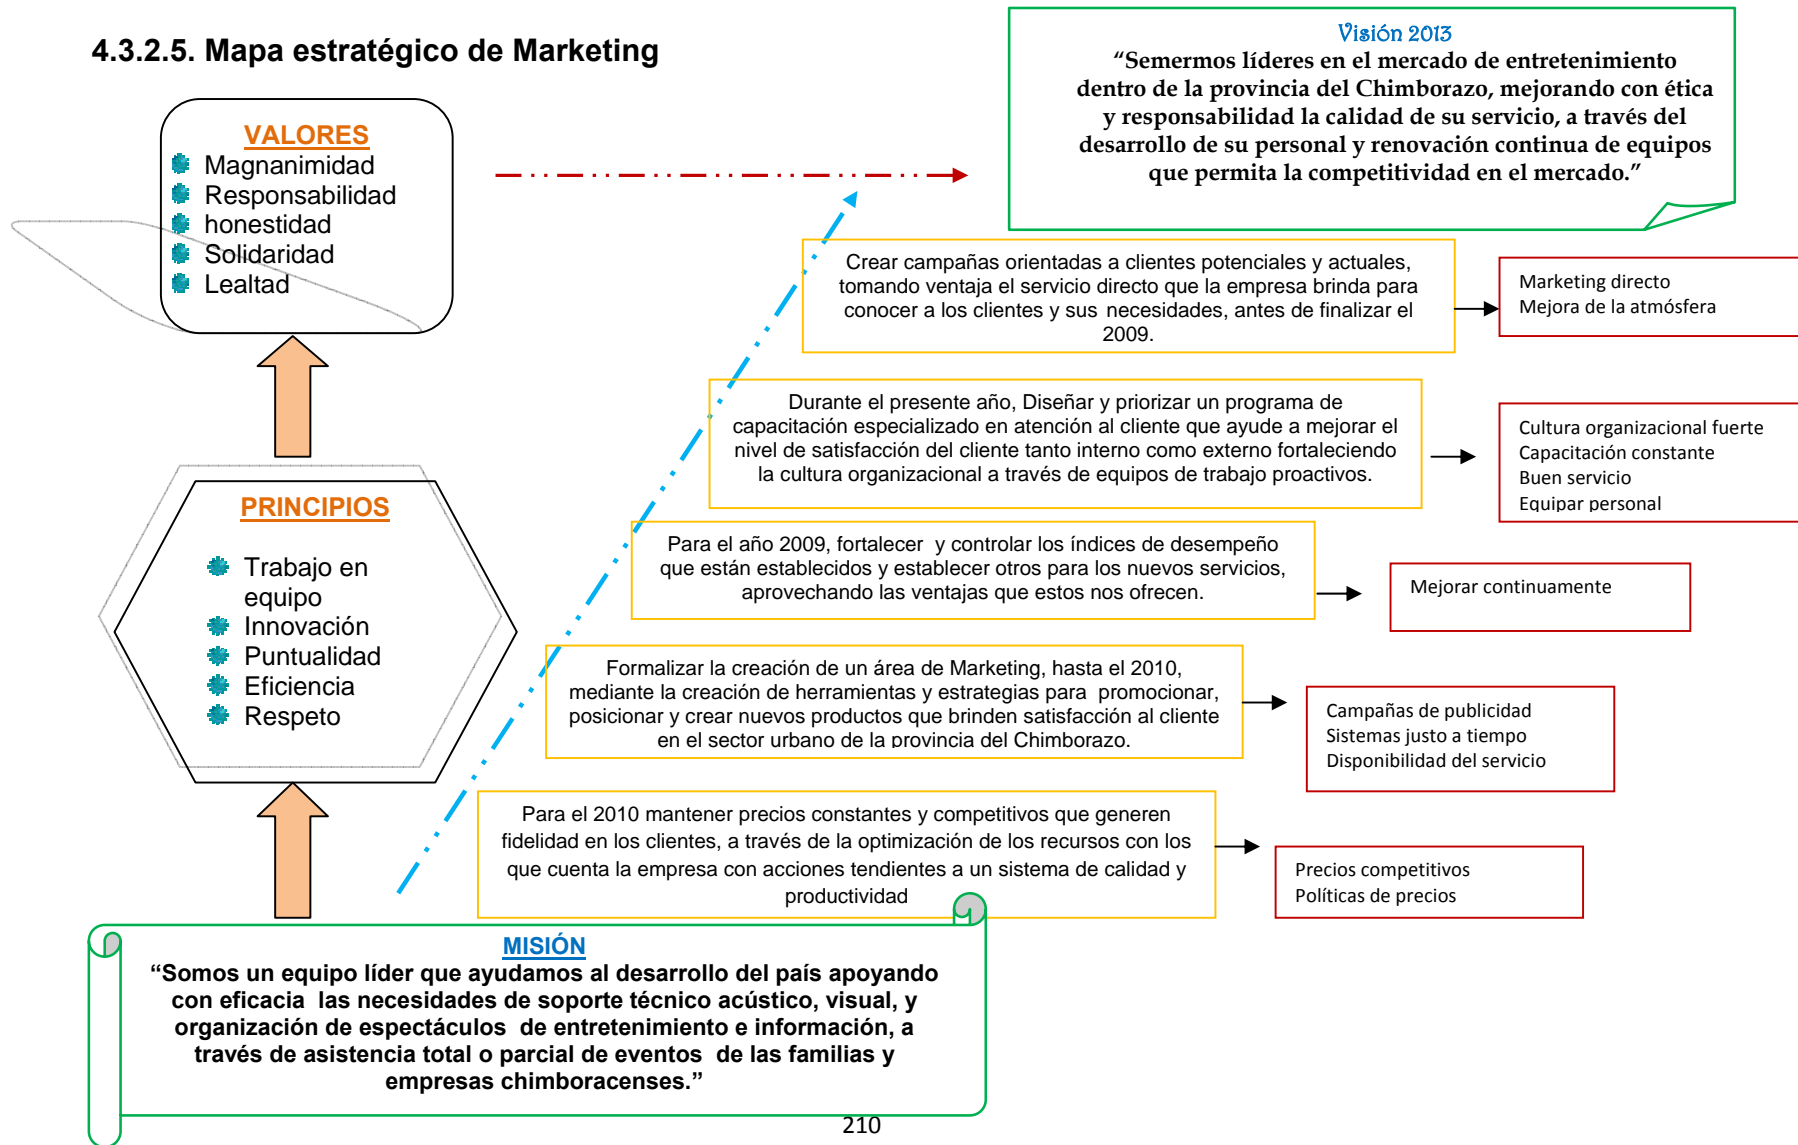 4.3.2.5. Mapa estratégico de Marketing
Visión 2013
“Semermos líderes en el mercado de entretenimiento
dentro de la provincia del Chimborazo, mejorando con ética
y responsabilidad la calidad de su servicio, a través del
desarrollo de su personal y renovación continua de equipos
que permita la competitividad en el mercado.”
VALORES
Magnanimidad
Responsabilidad
honestidad
Solidaridad
Lealtad
Crear campañas orientadas a clientes potenciales y actuales,
tomando ventaja el servicio directo que la empresa brinda para
conocer a los clientes y sus necesidades, antes de finalizar el
2009.
Marketing directo
Mejora de la atmósfera
Durante el presente año, Diseñar y priorizar un programa de
capacitación especializado en atención al cliente que ayude a mejorar el
nivel de satisfacción del cliente tanto interno como externo fortaleciendo
la cultura organizacional a través de equipos de trabajo proactivos.
Cultura organizacional fuerte
Capacitación constante
Buen servicio
Equipar personal
PRINCIPIOS
Trabajo en
equipo
Innovación
Puntualidad
Eficiencia
Respeto
Para el año 2009, fortalecer y controlar los índices de desempeño
que están establecidos y establecer otros para los nuevos servicios,
aprovechando las ventajas que estos nos ofrecen.
Mejorar continuamente
Formalizar la creación de un área de Marketing, hasta el 2010,
mediante la creación de herramientas y estrategias para promocionar,
posicionar y crear nuevos productos que brinden satisfacción al cliente
en el sector urbano de la provincia del Chimborazo.
Campañas de publicidad
Sistemas justo a tiempo
Disponibilidad del servicio
Para el 2010 mantener precios constantes y competitivos que generen
fidelidad en los clientes, a través de la optimización de los recursos con los
que cuenta la empresa con acciones tendientes a un sistema de calidad y
productividad
Precios competitivos
Políticas de precios
MISIÓN
“Somos un equipo líder que ayudamos al desarrollo del país apoyando
con eficacia las necesidades de soporte técnico acústico, visual, y
organización de espectáculos de entretenimiento e información, a
través de asistencia total o parcial de eventos de las familias y
empresas chimboracenses.”
210